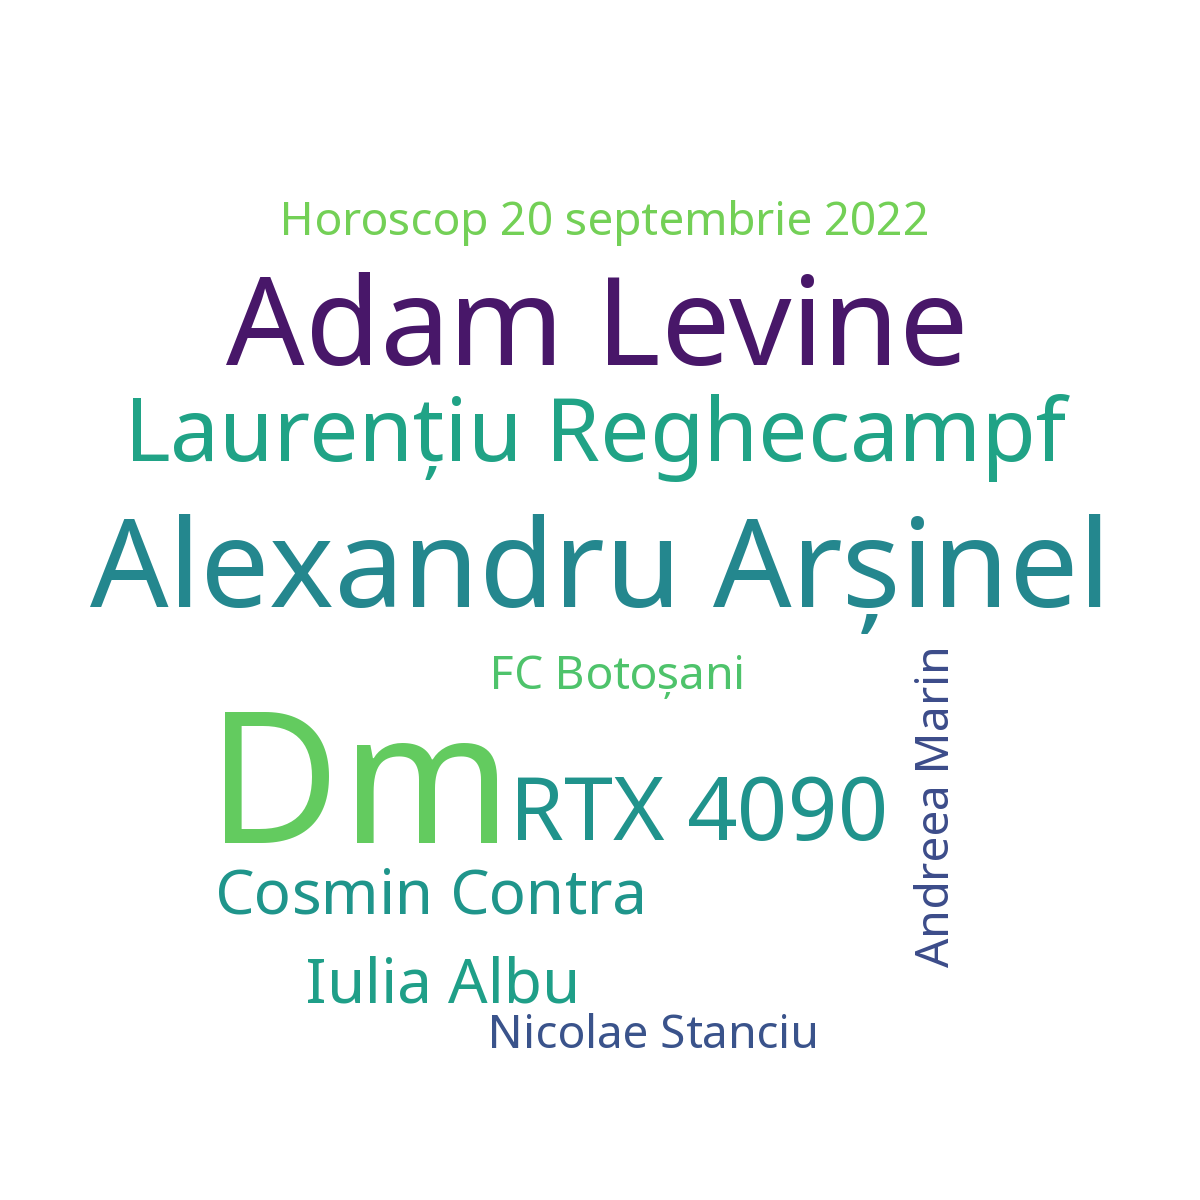 Horoscop 20 septembrie 2022
Adam Levine
Laurențiu Reghecampf
Alexandru Arșinel
FC Botoșani
Andreea Marin
Dm
RTX 4090
Cosmin Contra
Iulia Albu
Nicolae Stanciu